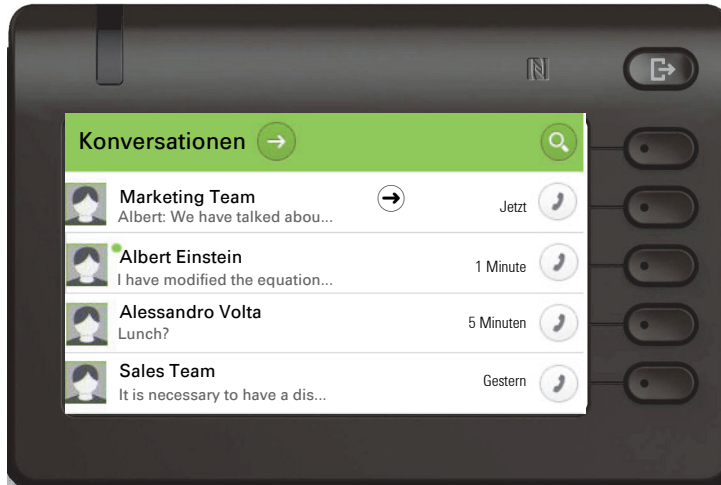 Konversationen
Marketing Team
Albert: We have talked abou...
Jetzt
Albert Einstein
I have modified the equation...
1 Minute
Alessandro Volta
Lunch?
5 Minuten
Sales Team
It is necessary to have a dis...
Gestern